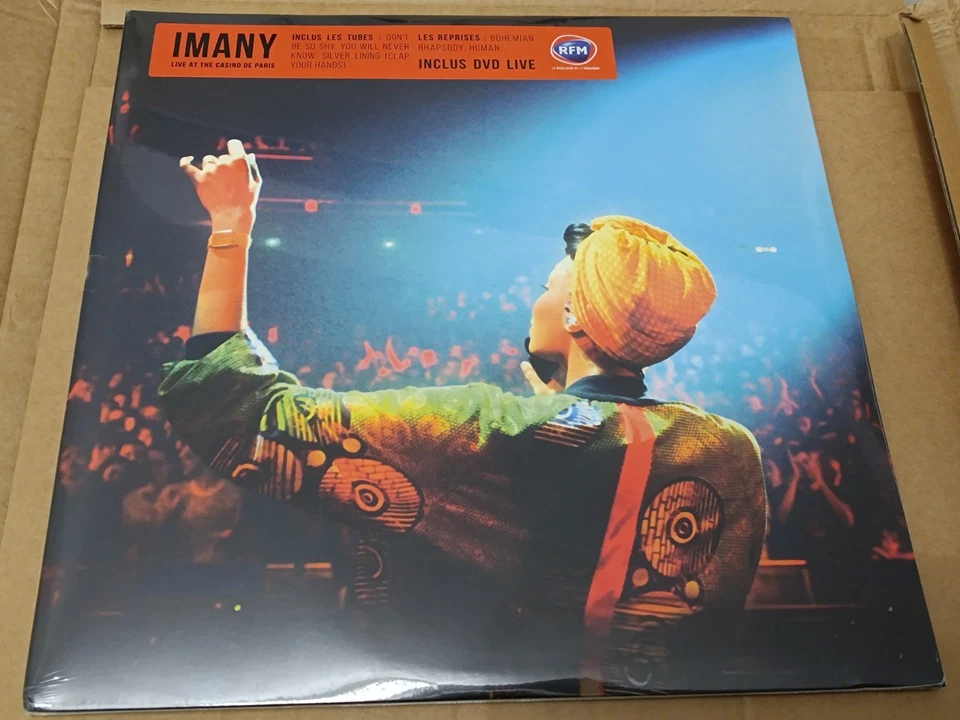 IMANY
LIVE AT THE CASINO DE PARIS
INCLUS LES TUBES : DON'T
BE SO SHY, YOU WILL NEVER
KNOW, SILVER LINING (CLAP
YOUR HANDS)...
LES REPRISES : BOHEMIAN
RHAPSODY, HUMAN...
INCLUS DVD LIVE
RFM